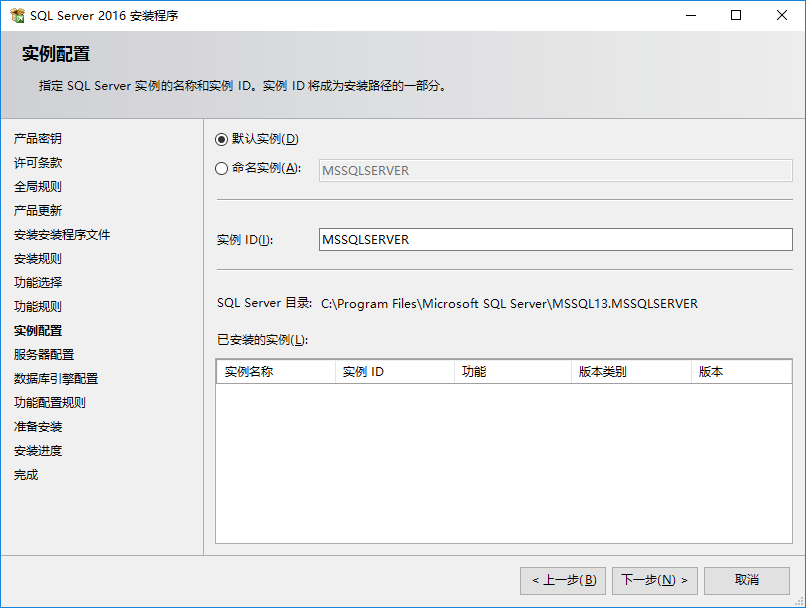 SQL Server 2016 安装程序
实例配置
指定 SQL Server 实例的名称和实例 ID。实例 ID 将成为安装路径的一部分。
产品密钥
许可条款
全局规则
产品更新
安装安装程序文件
安装规则
功能选择
功能规则
实例配置
服务器配置
数据库引擎配置
功能配置规则
准备安装
安装进度
完成
默认实例(D)
命名实例(A): MSSQLSERVER
实例 ID(I): MSSQLSERVER
SQL Server 目录: C:\Program Files\Microsoft SQL Server\MSSQL13.MSSQLSERVER
已安装的实例(L):
实例名称 实例 ID 功能 版本类别 版本
< 上一步(B) 下一步(N) > 取消